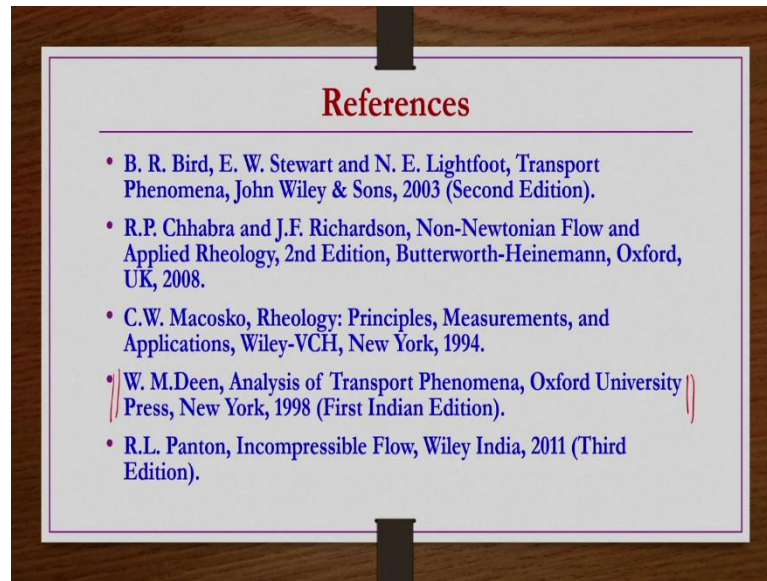 References
• B. R. Bird, E. W. Stewart and N. E. Lightfoot, Transport
Phenomena, John Wiley & Sons, 2003 (Second Edition).
• R.P. Chhabra and J.F. Richardson, Non-Newtonian Flow and
Applied Rheology, 2nd Edition, Butterworth-Heinemann, Oxford,
UK, 2008.
• C.W. Macosko, Rheology: Principles, Measurements, and
Applications, Wiley-VCH, New York, 1994.
• W. M.Deen, Analysis of Transport Phenomena, Oxford University
Press, New York, 1998 (First Indian Edition).
• R.L. Panton, Incompressible Flow, Wiley India, 2011 (Third
Edition).